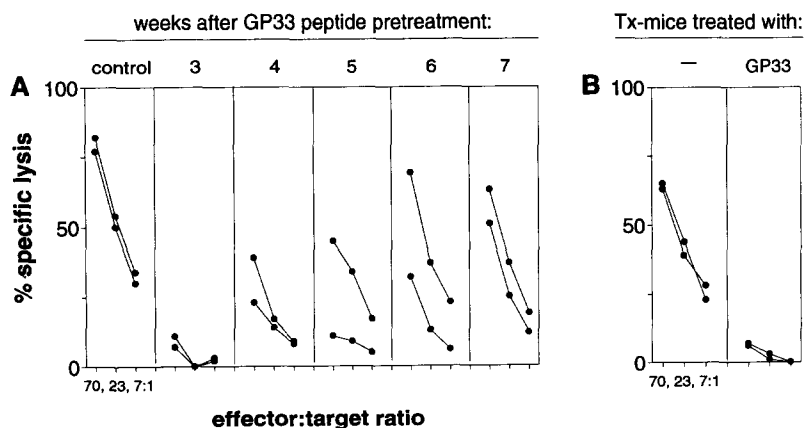 weeks after GP33 peptide pretreatment:
control 3 4 5 6 7
A
100
50
0
% specific lysis
70, 23, 7:1
effector:target ratio
Tx-mice treated with:
— GP33
B
100
50
0
70, 23, 7:1